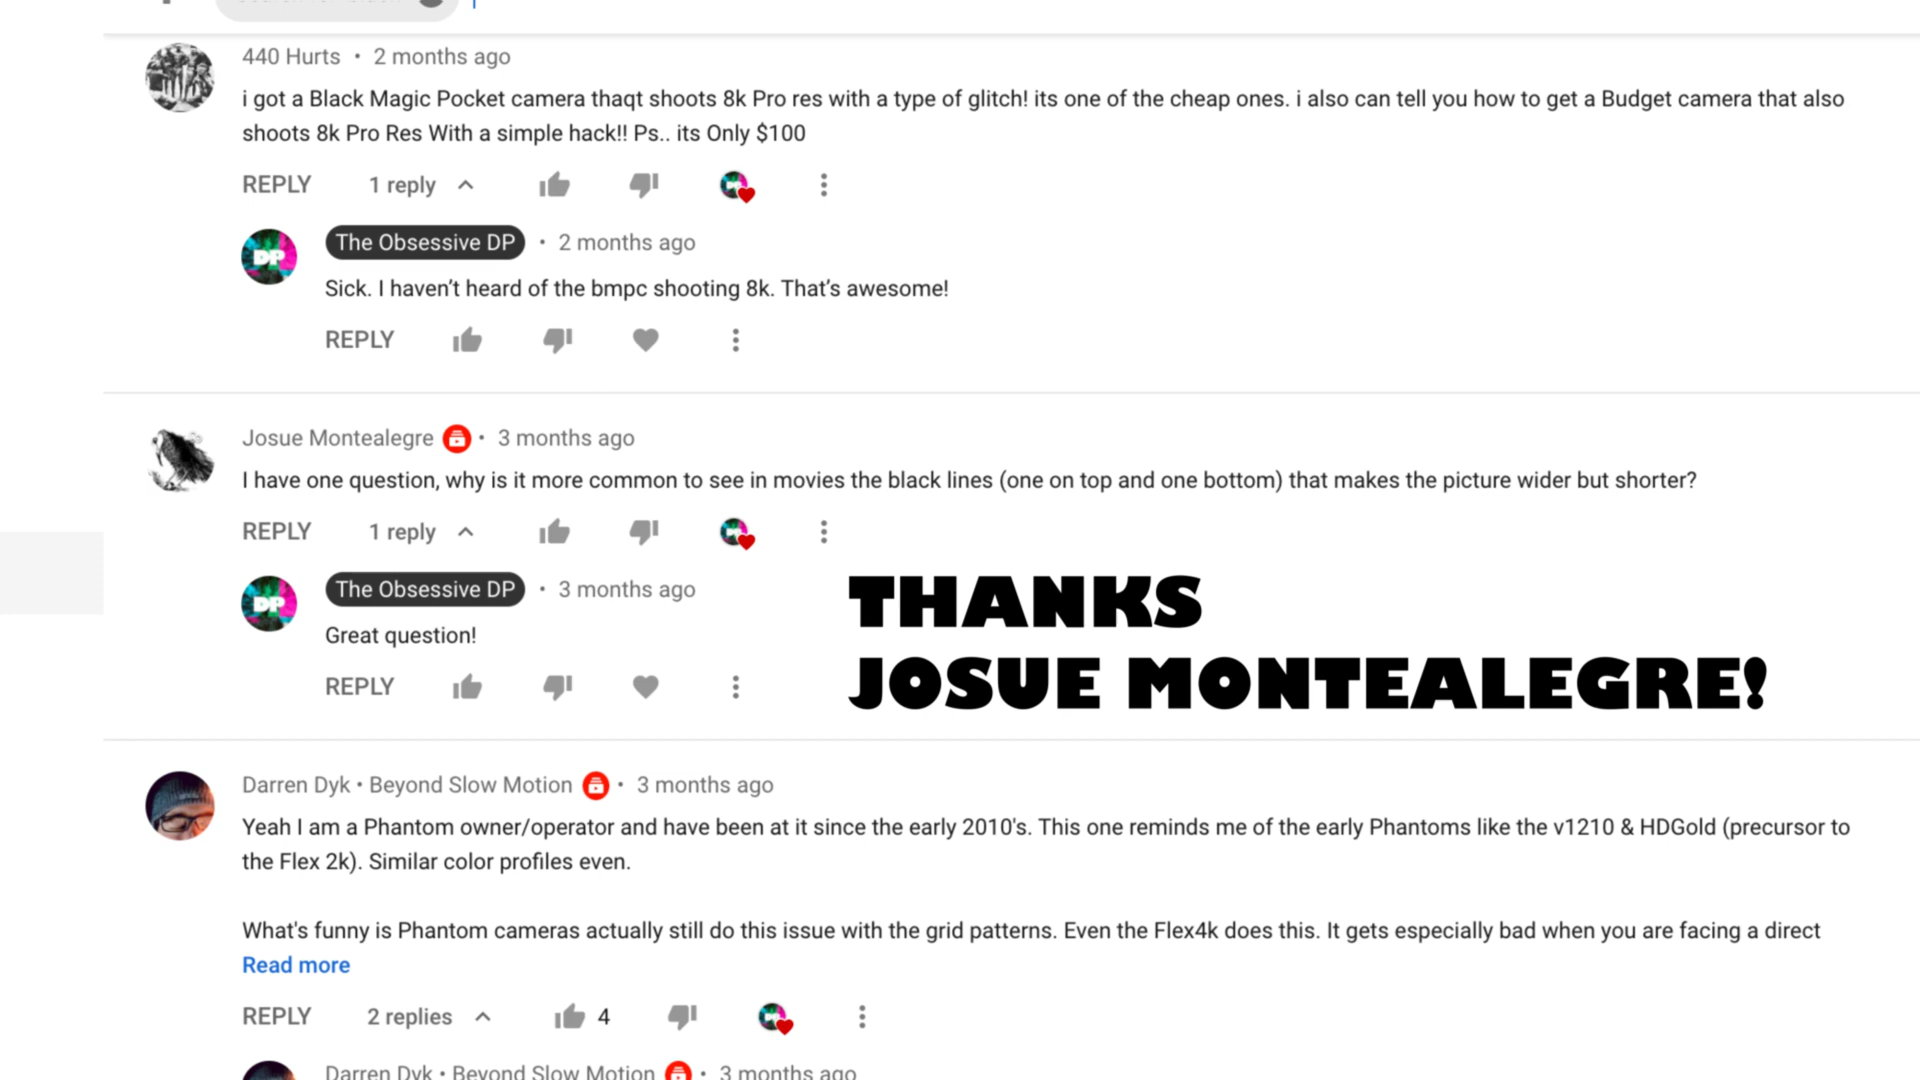 440 Hurts • 2 months ago
i got a Black Magic Pocket camera thaqt shoots 8k Pro res with a type of glitch! its one of the cheap ones. i also can tell you how to get a Budget camera that also
shoots 8k Pro Res With a simple hack!! Ps.. its Only $100
REPLY 1 reply
DP The Obsessive DP • 2 months ago
Sick. I haven't heard of the bmpc shooting 8k. That's awesome!
REPLY
Josue Montealegre • 3 months ago
I have one question, why is it more common to see in movies the black lines (one on top and one bottom) that makes the picture wider but shorter?
REPLY 1 reply
DP The Obsessive DP • 3 months ago
Great question!
REPLY
THANKS
JOSUE MONTEALEGRE!
Darren Dyk • Beyond Slow Motion • 3 months ago
Yeah I am a Phantom owner/operator and have been at it since the early 2010's. This one reminds me of the early Phantoms like the v1210 & HDGold (precursor to
the Flex 2k). Similar color profiles even.
What's funny is Phantom cameras actually still do this issue with the grid patterns. Even the Flex4k does this. It gets especially bad when you are facing a direct
Read more
REPLY 2 replies 4
Darren Dyk • Beyond Slow Motion • 3 months ago